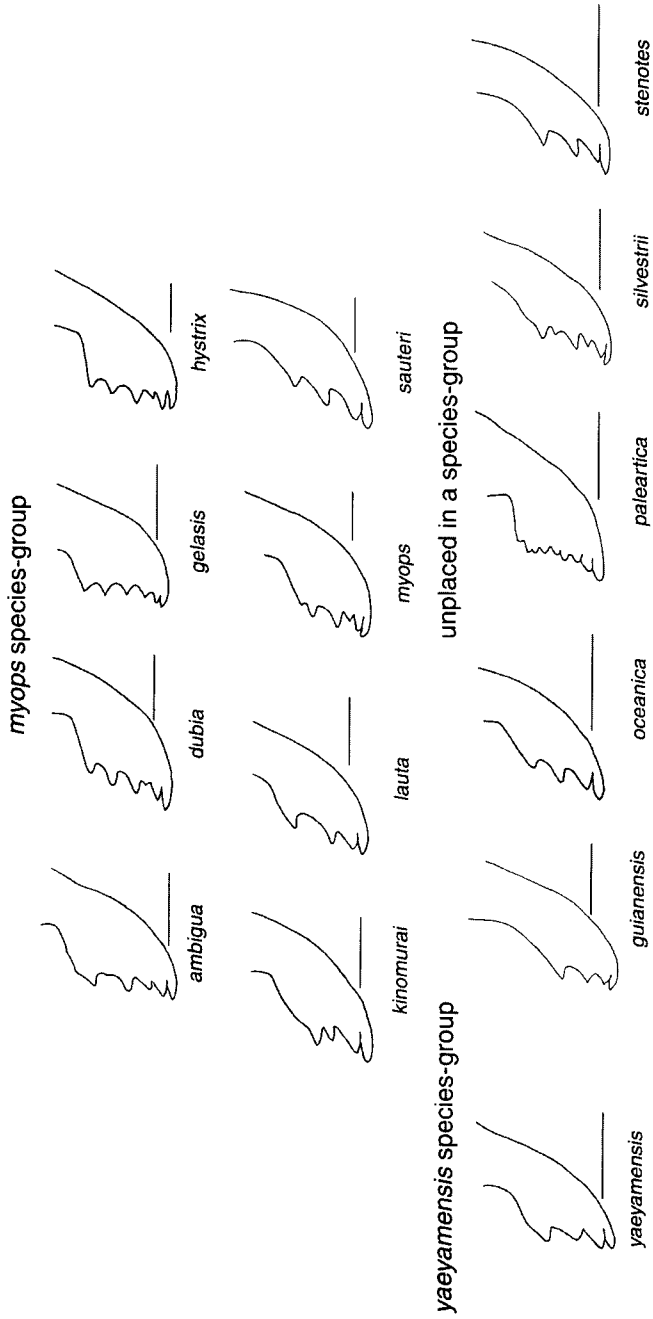 myops species-group
ambigua dubia gelasis hystrix
kinomurai lauta myops sauteri
yaeyamensis species-group unplaced in a species-group
yaeyamensis guianensis oceanica paleartica silvestrii stenotes